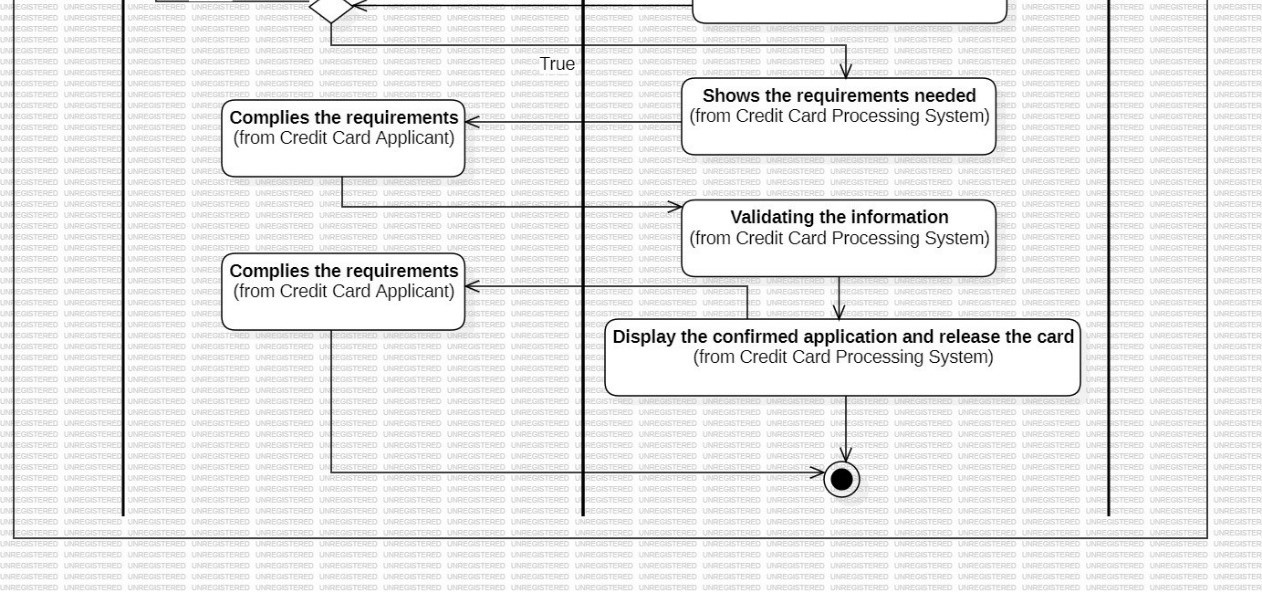 True
Shows the requirements needed
(from Credit Card Processing System)
Complies the requirements
(from Credit Card Applicant)
Validating the information
(from Credit Card Processing System)
Complies the requirements
(from Credit Card Applicant)
Display the confirmed application and release the card
(from Credit Card Processing System)
UNREGISTERED